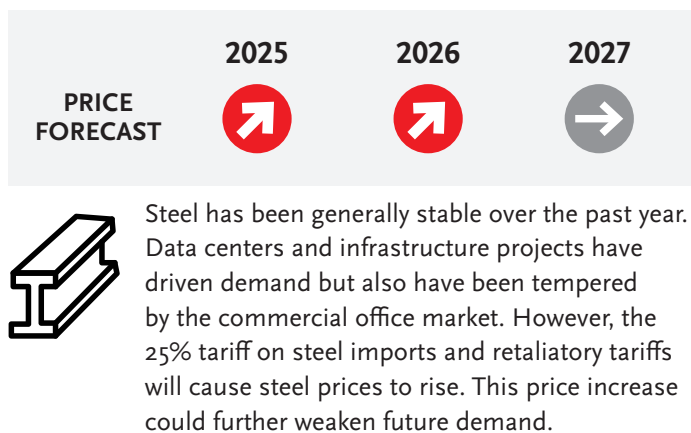 2025 2026 2027
PRICE
FORECAST
Steel has been generally stable over the past year.
Data centers and infrastructure projects have
driven demand but also have been tempered
by the commercial office market. However, the
25% tariff on steel imports and retaliatory tariffs
will cause steel prices to rise. This price increase
could further weaken future demand.